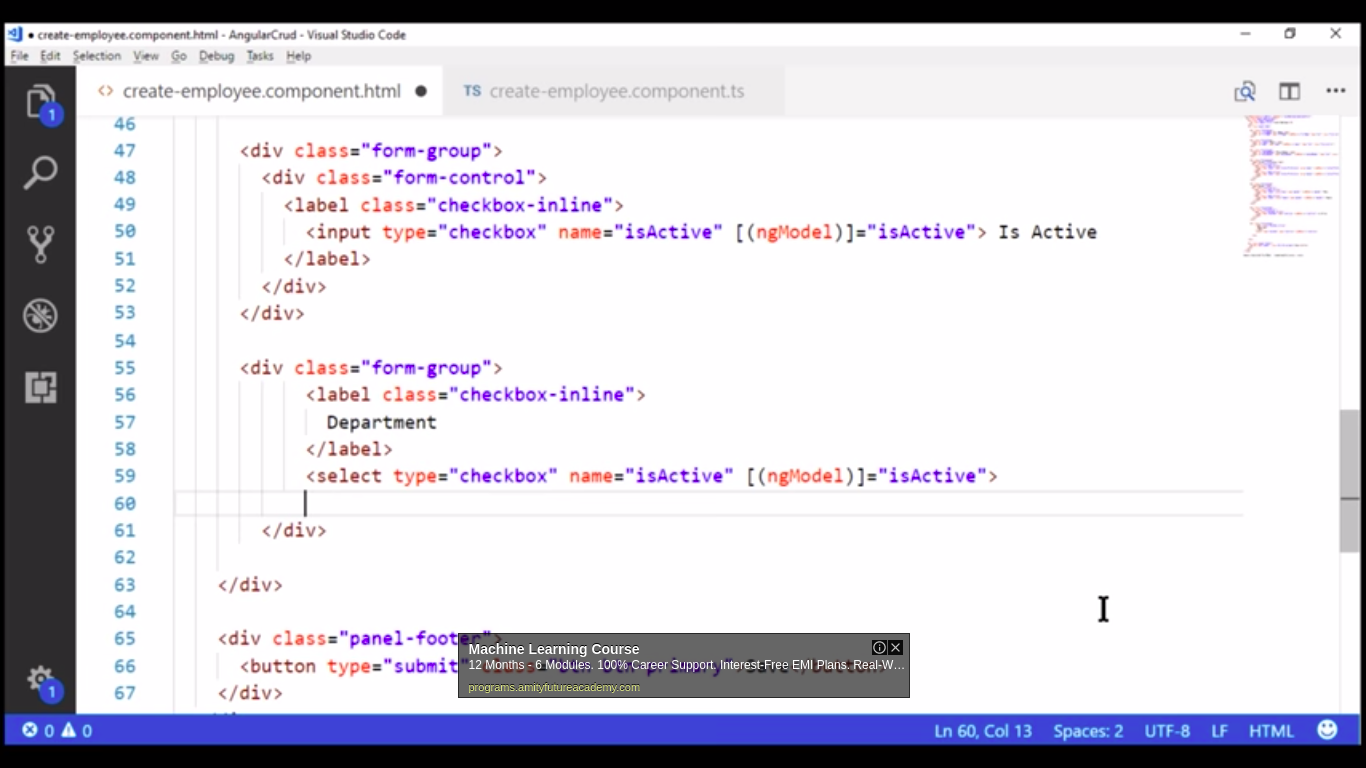 create-employee.component.html - AngularCrud - Visual Studio Code
File Edit Selection View Go Debug Tasks Help
create-employee.component.html
TS create-employee.component.ts
1
46
47 <div class="form-group">
48 <div class="form-control">
49 <label class="checkbox-inline">
50 <input type="checkbox" name="isActive" [(ngModel)]="isActive"> Is Active
51 </label>
52 </div>
53 </div>
54
55 <div class="form-group">
56 <label class="checkbox-inline">
57 Department
58 </label>
59 <select type="checkbox" name="isActive" [(ngModel)]="isActive">
60
61 </div>
62
63 </div>
64
65 <div class="panel-footer">
66 <button type="submit"
67 </div>
Machine Learning Course
12 Months - 6 Modules. 100% Career Support, Interest-Free EMI Plans. Real-W...
programs.amityfutureacademy.com
1
0 0
Ln 60, Col 13 Spaces: 2 UTF-8 LF HTML